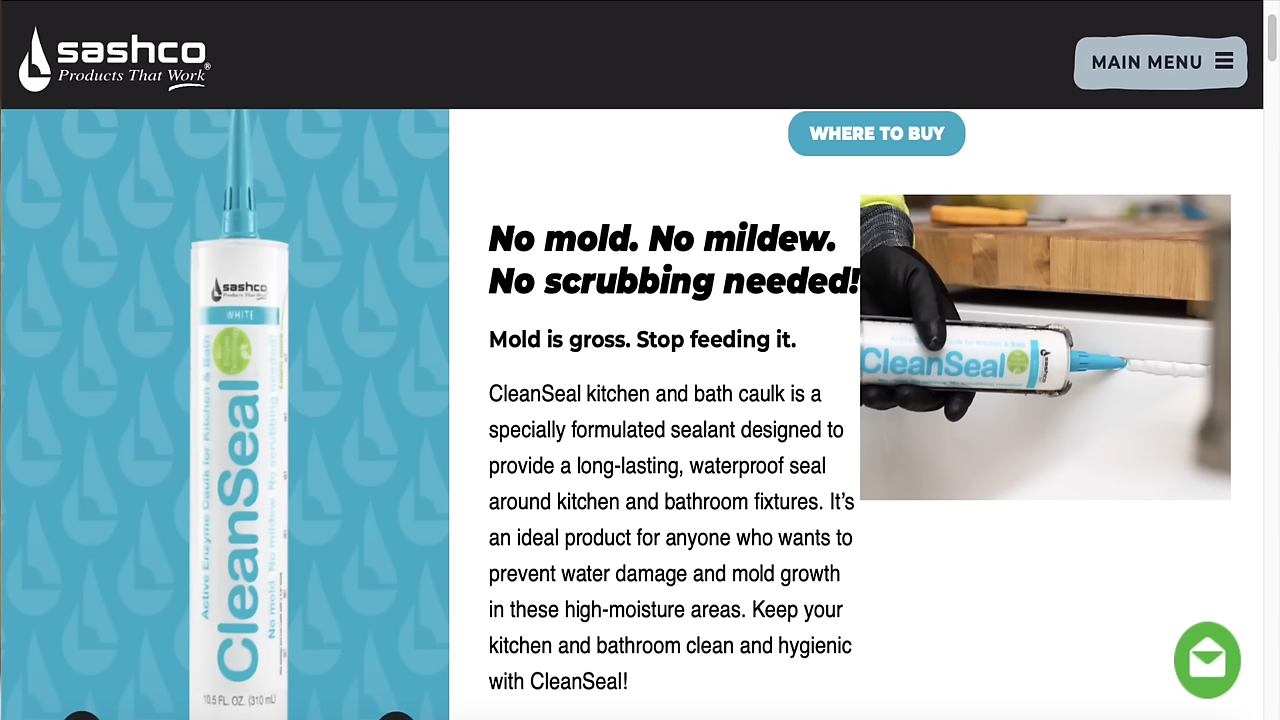 sashco®
Products That Work
MAIN MENU
WHERE TO BUY
sashco
Products That Work
WHITE
Active Enzyme Caulk for Kitchen & Bath
CleanSeal
No mold. No mildew. No scrubbing needed!
10.5 FL. OZ. (310 mL)
No mold. No mildew.
No scrubbing needed!
Mold is gross. Stop feeding it.
CleanSeal kitchen and bath caulk is a
specially formulated sealant designed to
provide a long-lasting, waterproof seal
around kitchen and bathroom fixtures. It’s
an ideal product for anyone who wants to
prevent water damage and mold growth
in these high-moisture areas. Keep your
kitchen and bathroom clean and hygienic
with CleanSeal!
CleanSeal
sashco